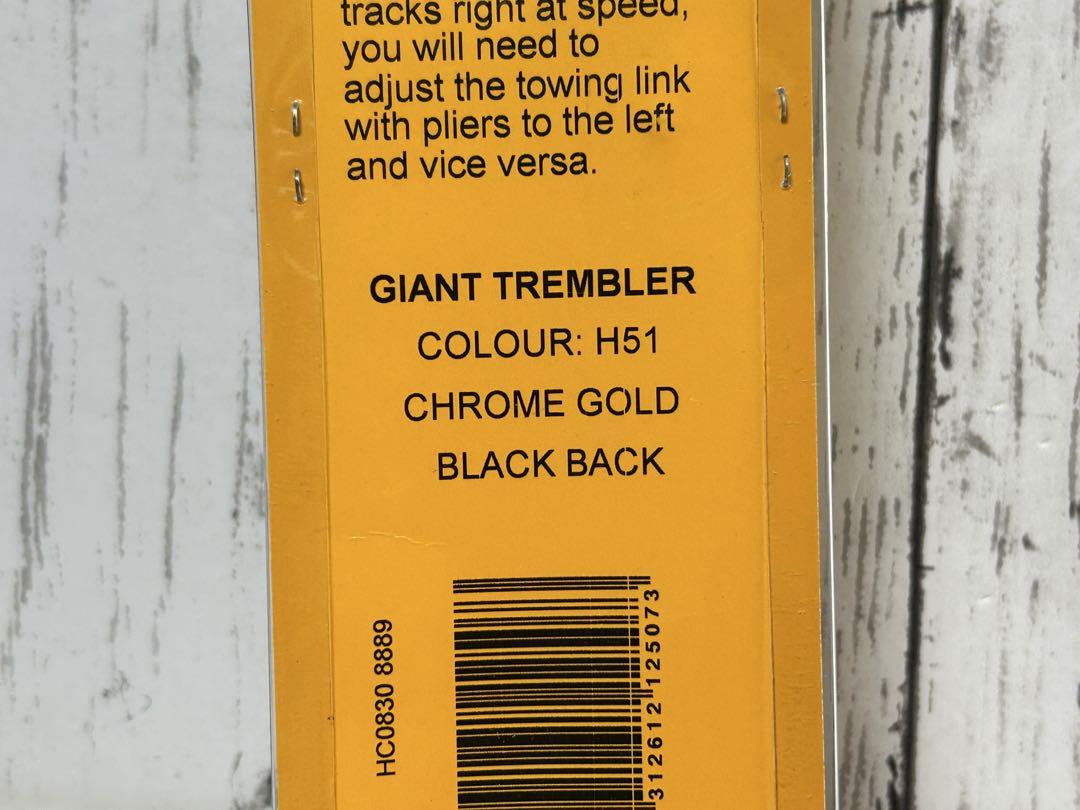 tracks right at speed,
you will need to
adjust the towing link
with pliers to the left
and vice versa.
GIANT TREMBLER
COLOUR: H51
CHROME GOLD
BLACK BACK
HC0830 8889
312612 125073